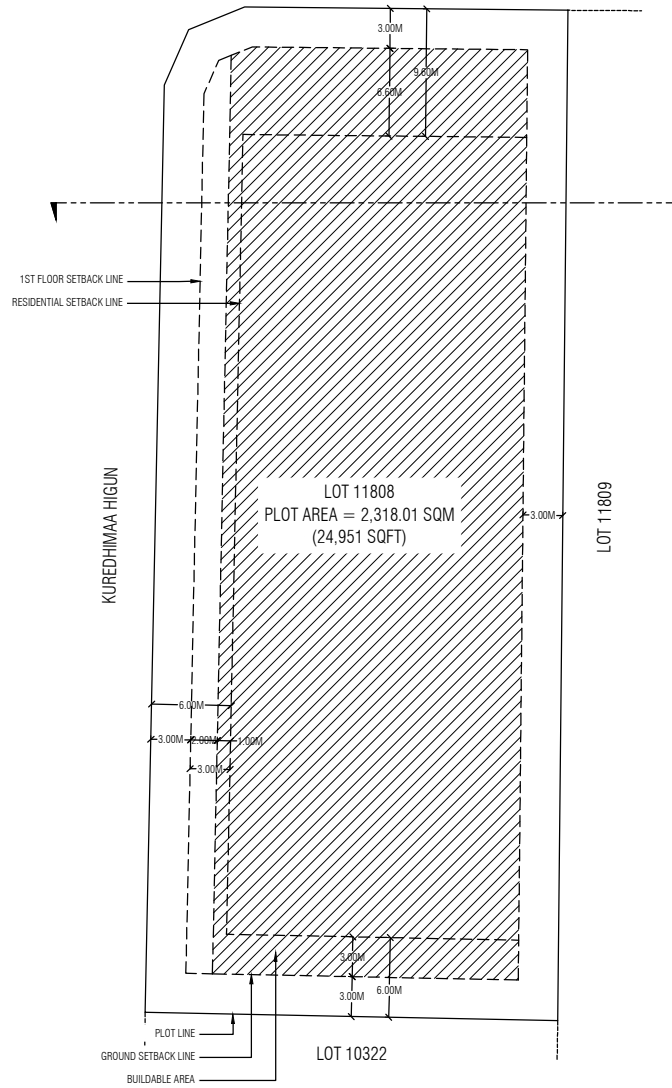 3.00M
9.60M
6.60M
1ST FLOOR SETBACK LINE
RESIDENTIAL SETBACK LINE
LOT 11808
PLOT AREA = 2,318.01 SQM
(24,951 SQFT)
KUREDHIMAA HIGUN
LOT 11809
3.00M
6.00M
3.00M
2.00M
1.00M
3.00M
3.00M
6.00M
3.00M
PLOT LINE
GROUND SETBACK LINE
LOT 10322
BUILDABLE AREA